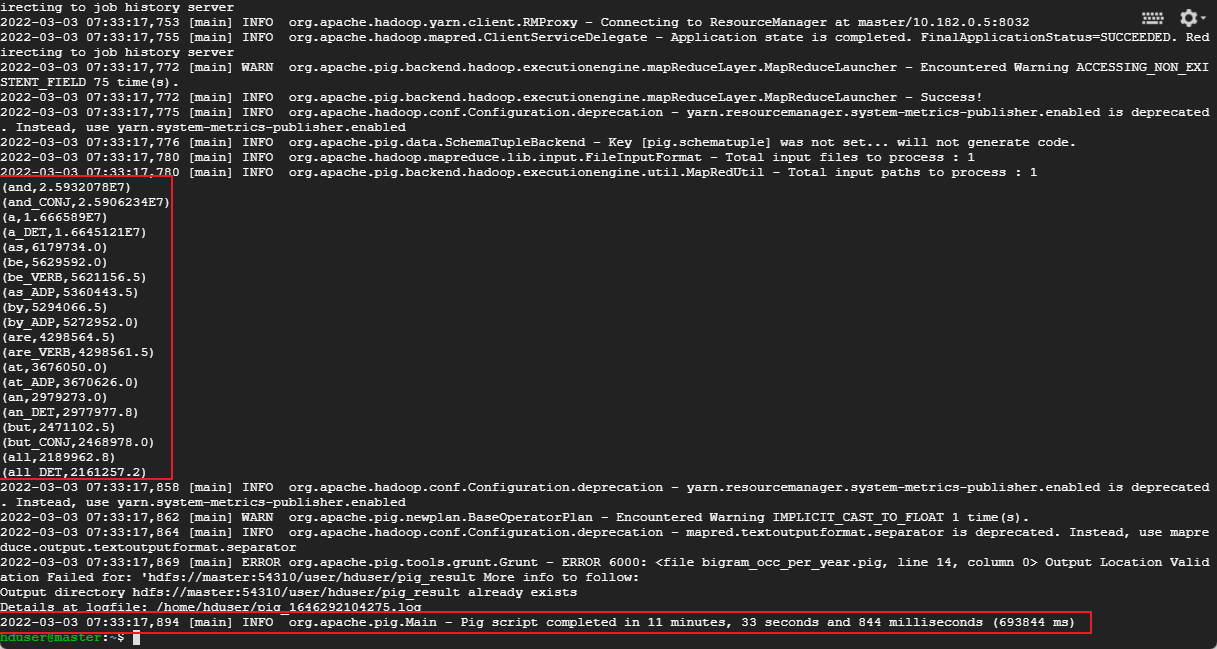 irecting to job history server
2022-03-03 07:33:17,753 [main] INFO  org.apache.hadoop.yarn.client.RMProxy - Connecting to ResourceManager at master/10.182.0.5:8032
2022-03-03 07:33:17,755 [main] INFO  org.apache.hadoop.mapred.ClientServiceDelegate - Application state is completed. FinalApplicationStatus=SUCCEEDED. Red
irecting to job history server
2022-03-03 07:33:17,772 [main] WARN  org.apache.pig.backend.hadoop.executionengine.mapReduceLayer.MapReduceLauncher - Encountered Warning ACCESSING_NON_EXI
STENT_FIELD 75 time(s).
2022-03-03 07:33:17,772 [main] INFO  org.apache.pig.backend.hadoop.executionengine.mapReduceLayer.MapReduceLauncher - Success!
2022-03-03 07:33:17,775 [main] INFO  org.apache.hadoop.conf.Configuration.deprecation - yarn.resourcemanager.system-metrics-publisher.enabled is deprecated
. Instead, use yarn.system-metrics-publisher.enabled
2022-03-03 07:33:17,776 [main] INFO  org.apache.pig.data.SchemaTupleBackend - Key [pig.schematuple] was not set... will not generate code.
2022-03-03 07:33:17,780 [main] INFO  org.apache.hadoop.mapreduce.lib.input.FileInputFormat - Total input files to process : 1
2022-03-03 07:33:17,780 [main] INFO  org.apache.pig.backend.hadoop.executionengine.util.MapRedUtil - Total input paths to process : 1
(and,2.5932078E7)
(and_CONJ,2.5906234E7)
(a,1.666589E7)
(a_DET,1.6645121E7)
(as,6179734.0)
(be,5629592.0)
(be_VERB,5621156.5)
(as_ADP,5360443.5)
(by,5294066.5)
(by_ADP,5272952.0)
(are,4298564.5)
(are_VERB,4298561.5)
(at,3676050.0)
(at_ADP,3670626.0)
(an,2979273.0)
(an_DET,2977977.8)
(but,2471102.5)
(but_CONJ,2468978.0)
(all,2189962.8)
(all_DET,2161257.2)
2022-03-03 07:33:17,858 [main] INFO  org.apache.hadoop.conf.Configuration.deprecation - yarn.resourcemanager.system-metrics-publisher.enabled is deprecated
. Instead, use yarn.system-metrics-publisher.enabled
2022-03-03 07:33:17,862 [main] WARN  org.apache.pig.newplan.BaseOperatorPlan - Encountered Warning IMPLICIT_CAST_TO_FLOAT 1 time(s).
2022-03-03 07:33:17,864 [main] INFO  org.apache.hadoop.conf.Configuration.deprecation - mapred.textoutputformat.separator is deprecated. Instead, use mapre
duce.output.textoutputformat.separator
2022-03-03 07:33:17,869 [main] ERROR org.apache.pig.tools.grunt.Grunt - ERROR 6000: <file bigram_occ_per_year.pig, line 14, column 0> Output Location Valid
ation Failed for: 'hdfs://master:54310/user/hduser/pig_result More info to follow:
Output directory hdfs://master:54310/user/hduser/pig_result already exists
Details at logfile: /home/hduser/pig_1646292104275.log
2022-03-03 07:33:17,894 [main] INFO  org.apache.pig.Main - Pig script completed in 11 minutes, 33 seconds and 844 milliseconds (693844 ms)
hduser@master:~$